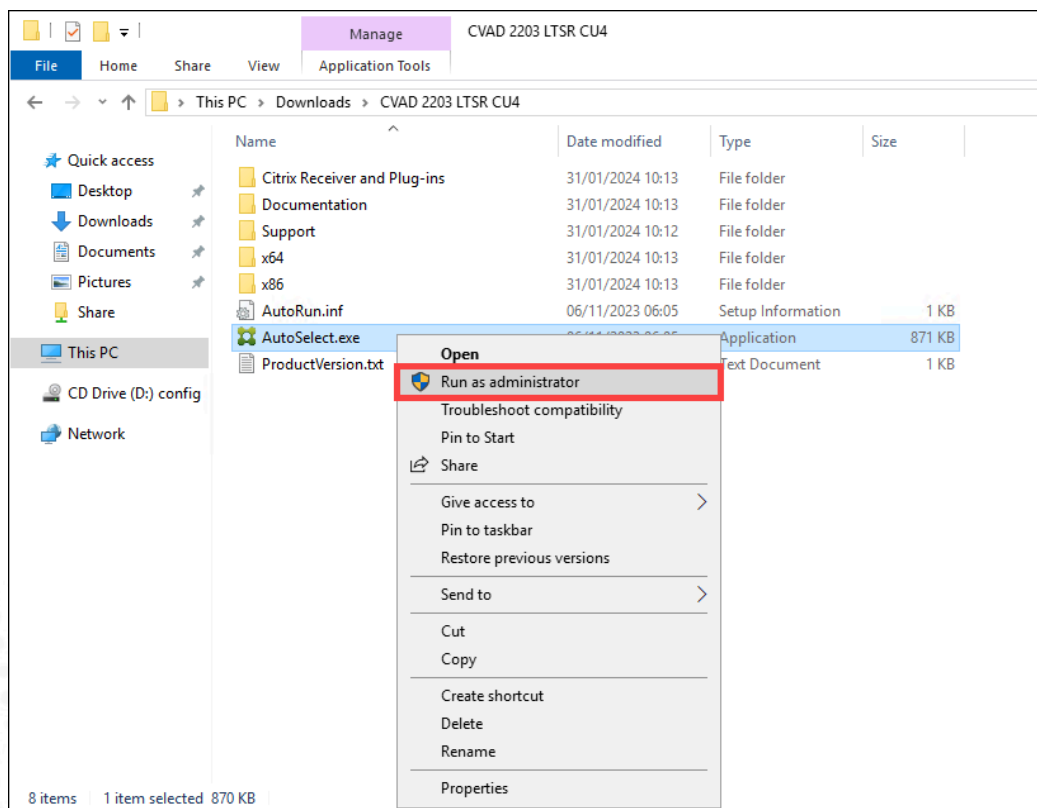 Manage CVAD 2203 LTSR CU4
File Home Share View Application Tools
This PC Downloads CVAD 2203 LTSR CU4
Name Date modified Type Size
Quick access
Desktop
Downloads
Documents
Pictures
Share
This PC
CD Drive (D:) config
Network
Citrix Receiver and Plug-ins 31/01/2024 10:13 File folder
Documentation 31/01/2024 10:13 File folder
Support 31/01/2024 10:12 File folder
x64 31/01/2024 10:13 File folder
x86 31/01/2024 10:13 File folder
AutoRun.inf 06/11/2023 06:05 Setup Information 1 KB
AutoSelect.exe 06/11/2023 06:05 Application 871 KB
ProductVersion.txt Text Document 1 KB
Open
Run as administrator
Troubleshoot compatibility
Pin to Start
Share
Give access to
Pin to taskbar
Restore previous versions
Send to
Cut
Copy
Create shortcut
Delete
Rename
Properties
8 items 1 item selected 870 KB